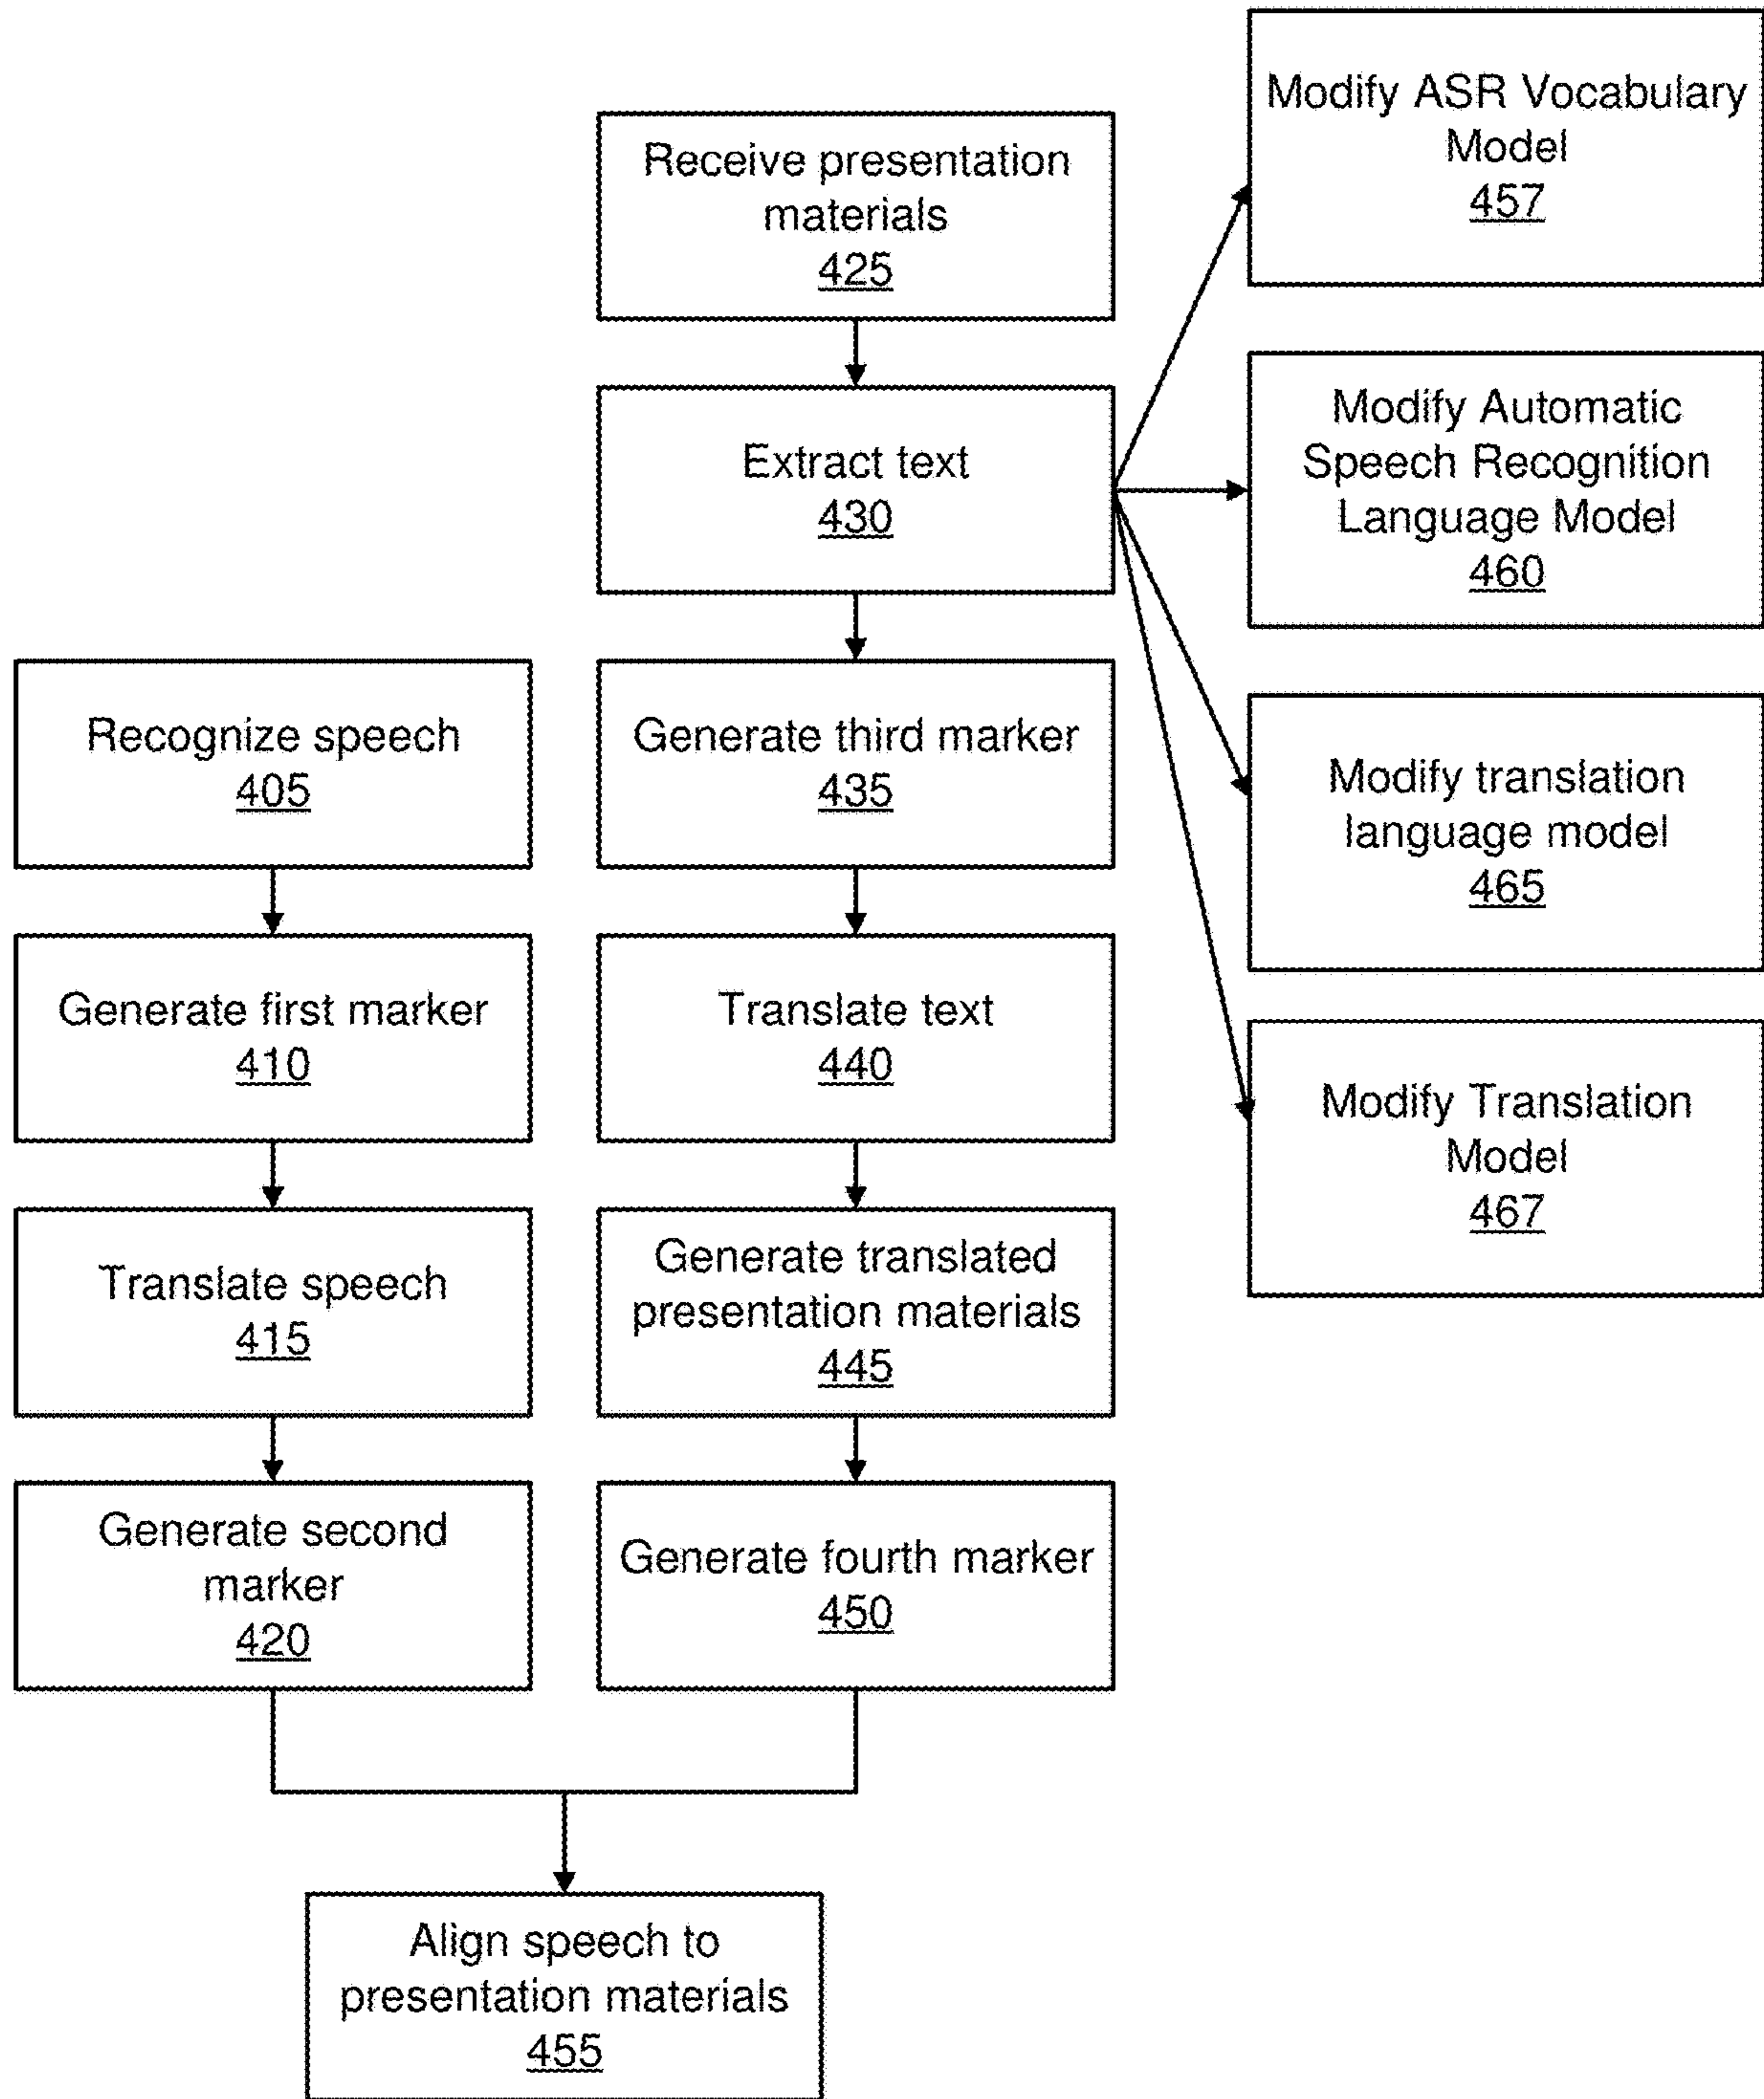 Modify ASR Vocabulary
Model
457
Receive presentation
materials
425
Extract text
430
Modify Automatic
Speech Recognition
Language Model
460
Recognize speech
405
Generate third marker
435
Modify translation
language model
465
Generate first marker
410
Translate text
440
Modify Translation
Model
467
Translate speech
415
Generate translated
presentation materials
445
Generate second
marker
420
Generate fourth marker
450
Align speech to
presentation materials
455